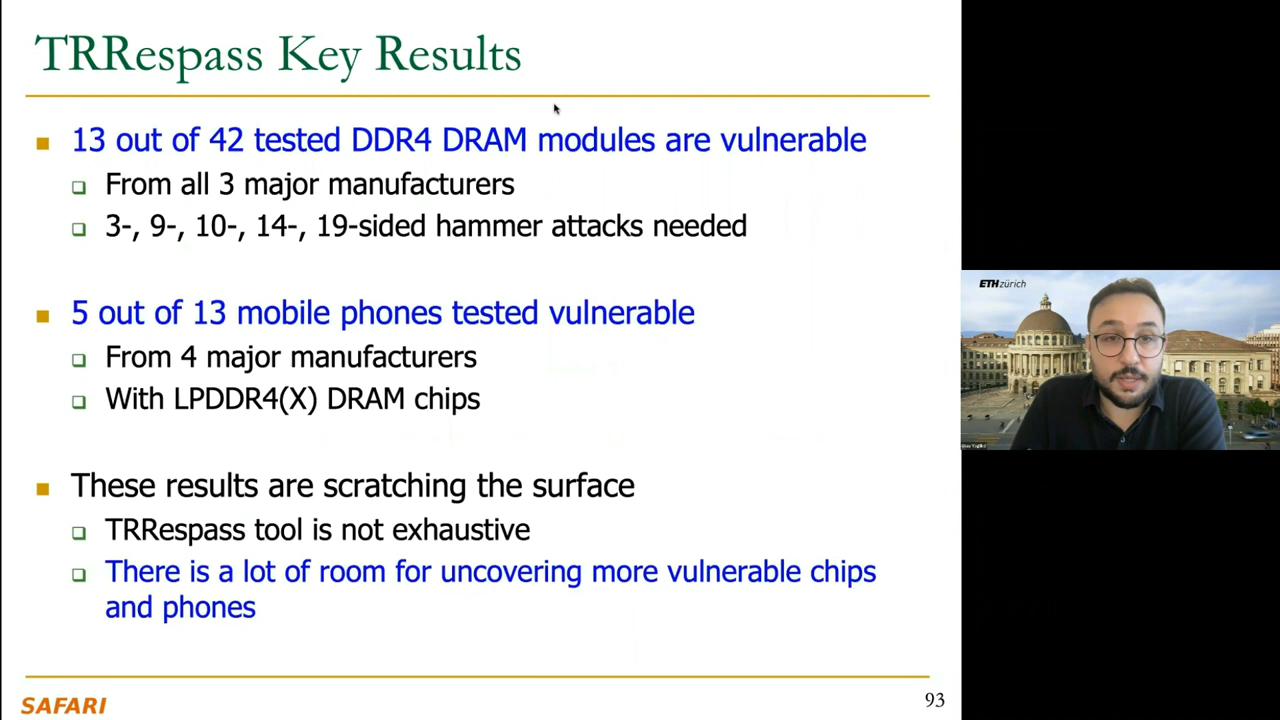 TRRespass Key Results
13 out of 42 tested DDR4 DRAM modules are vulnerable
From all 3 major manufacturers
3-, 9-, 10-, 14-, 19-sided hammer attacks needed
5 out of 13 mobile phones tested vulnerable
From 4 major manufacturers
With LPDDR4(X) DRAM chips
These results are scratching the surface
TRRespass tool is not exhaustive
There is a lot of room for uncovering more vulnerable chips
and phones
SAFARI
93
ETH zürich